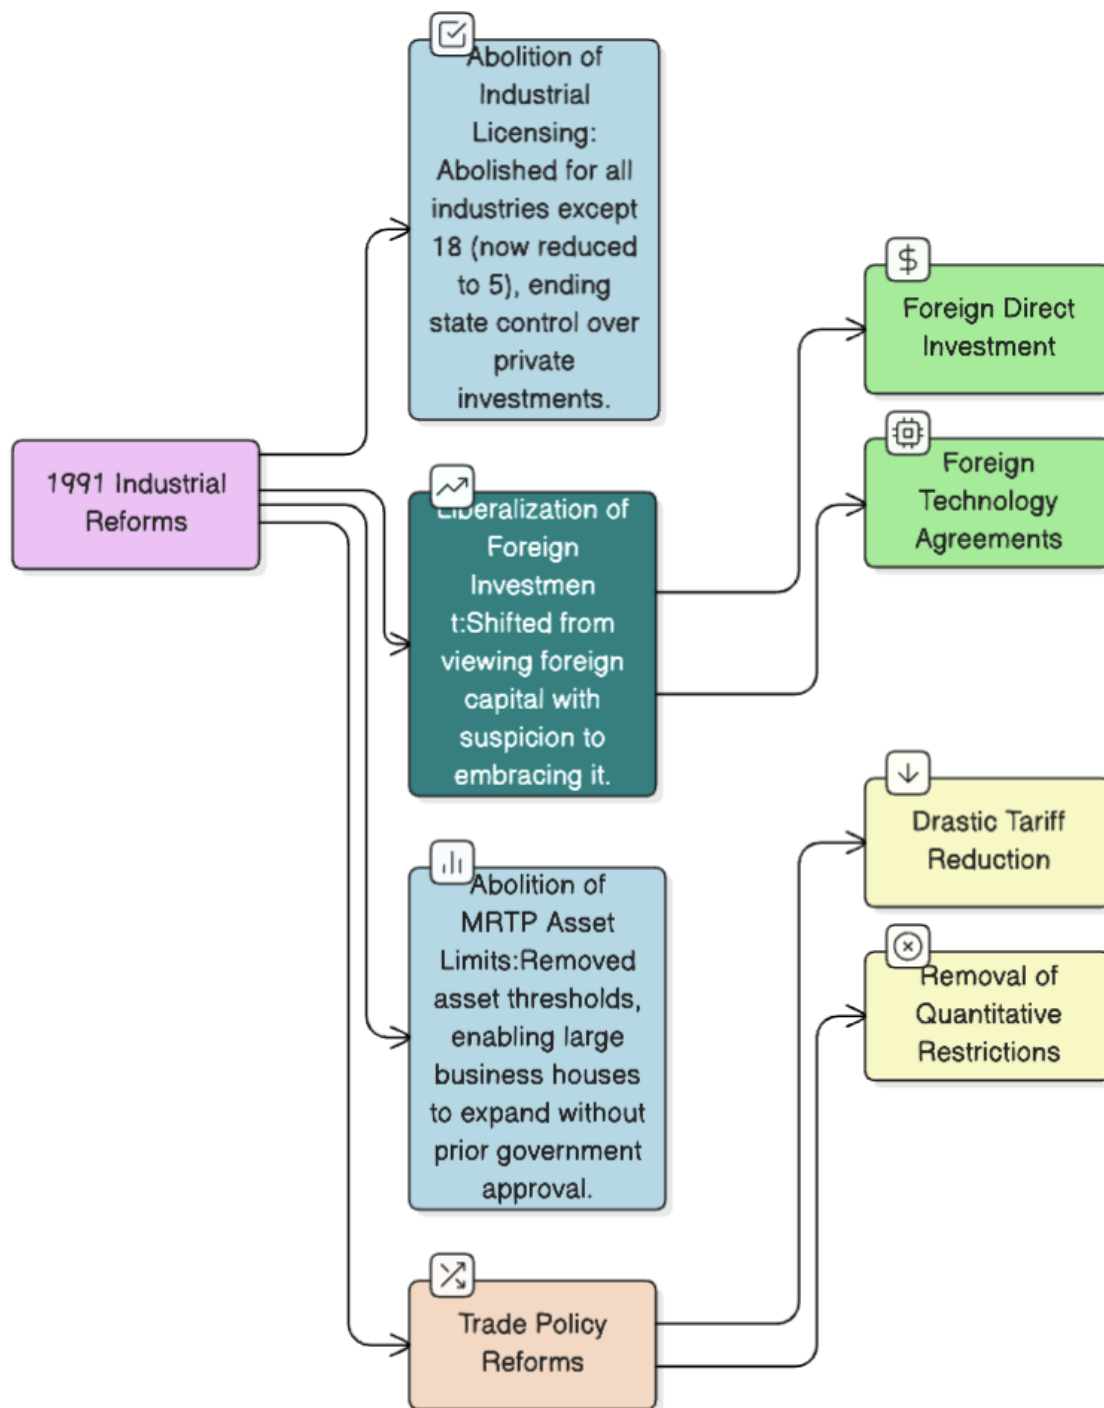 1991 Industrial
Reforms
Abolition of
Industrial
Licensing:
Abolished for all
industries except
18 (now reduced
to 5), ending
state control over
private
investments.
Liberalization of
Foreign
Investmen
t:Shifted from
viewing foreign
capital with
suspicion to
embracing it.
Abolition of
MRTP Asset
Limits:Removed
asset thresholds,
enabling large
business houses
to expand without
prior government
approval.
Trade Policy
Reforms
Foreign Direct
Investment
Foreign
Technology
Agreements
Drastic Tariff
Reduction
Removal of
Quantitative
Restrictions